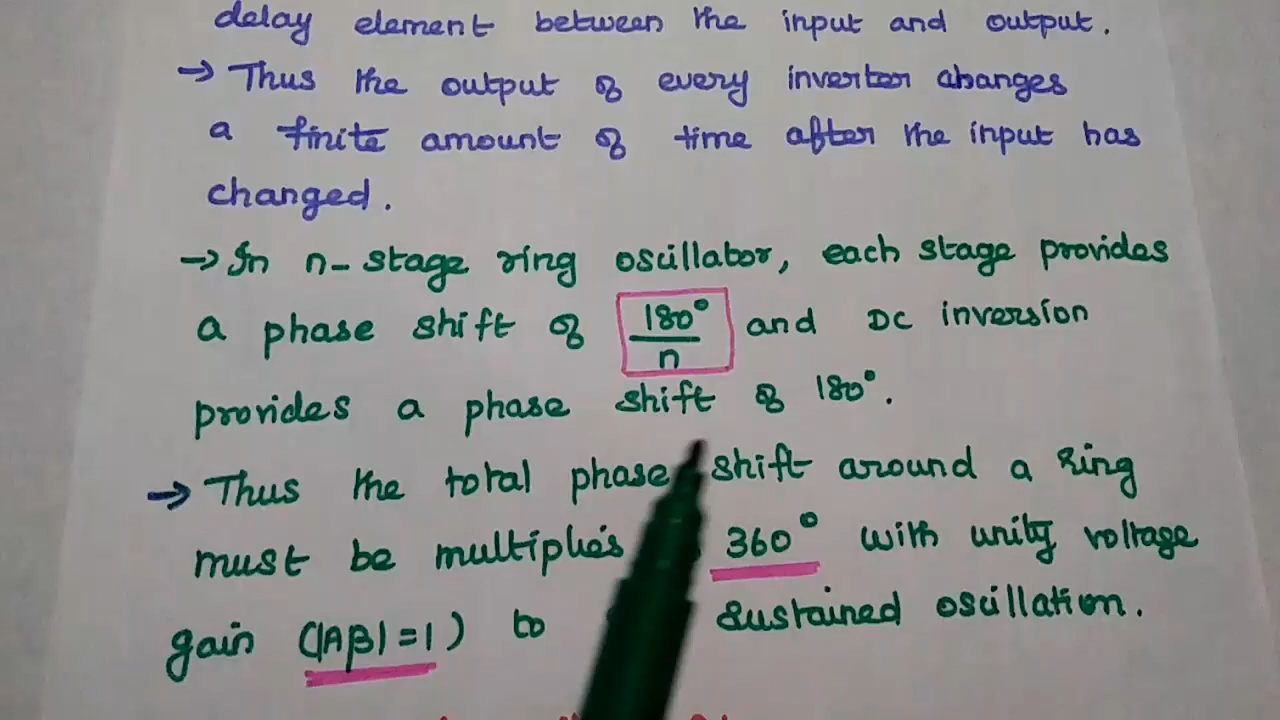 delay element between the input and output.
→ Thus the output of every inverter changes
a finite amount of time after the input has
changed.
→ In n-stage ring oscillator, each stage provides
a phase shift of 180°/n and DC inversion
provides a phase shift of 180°.
→ Thus the total phase shift around a ring
must be multiples 360° with unity voltage
gain (|Aβ|=1) to sustained oscillation.